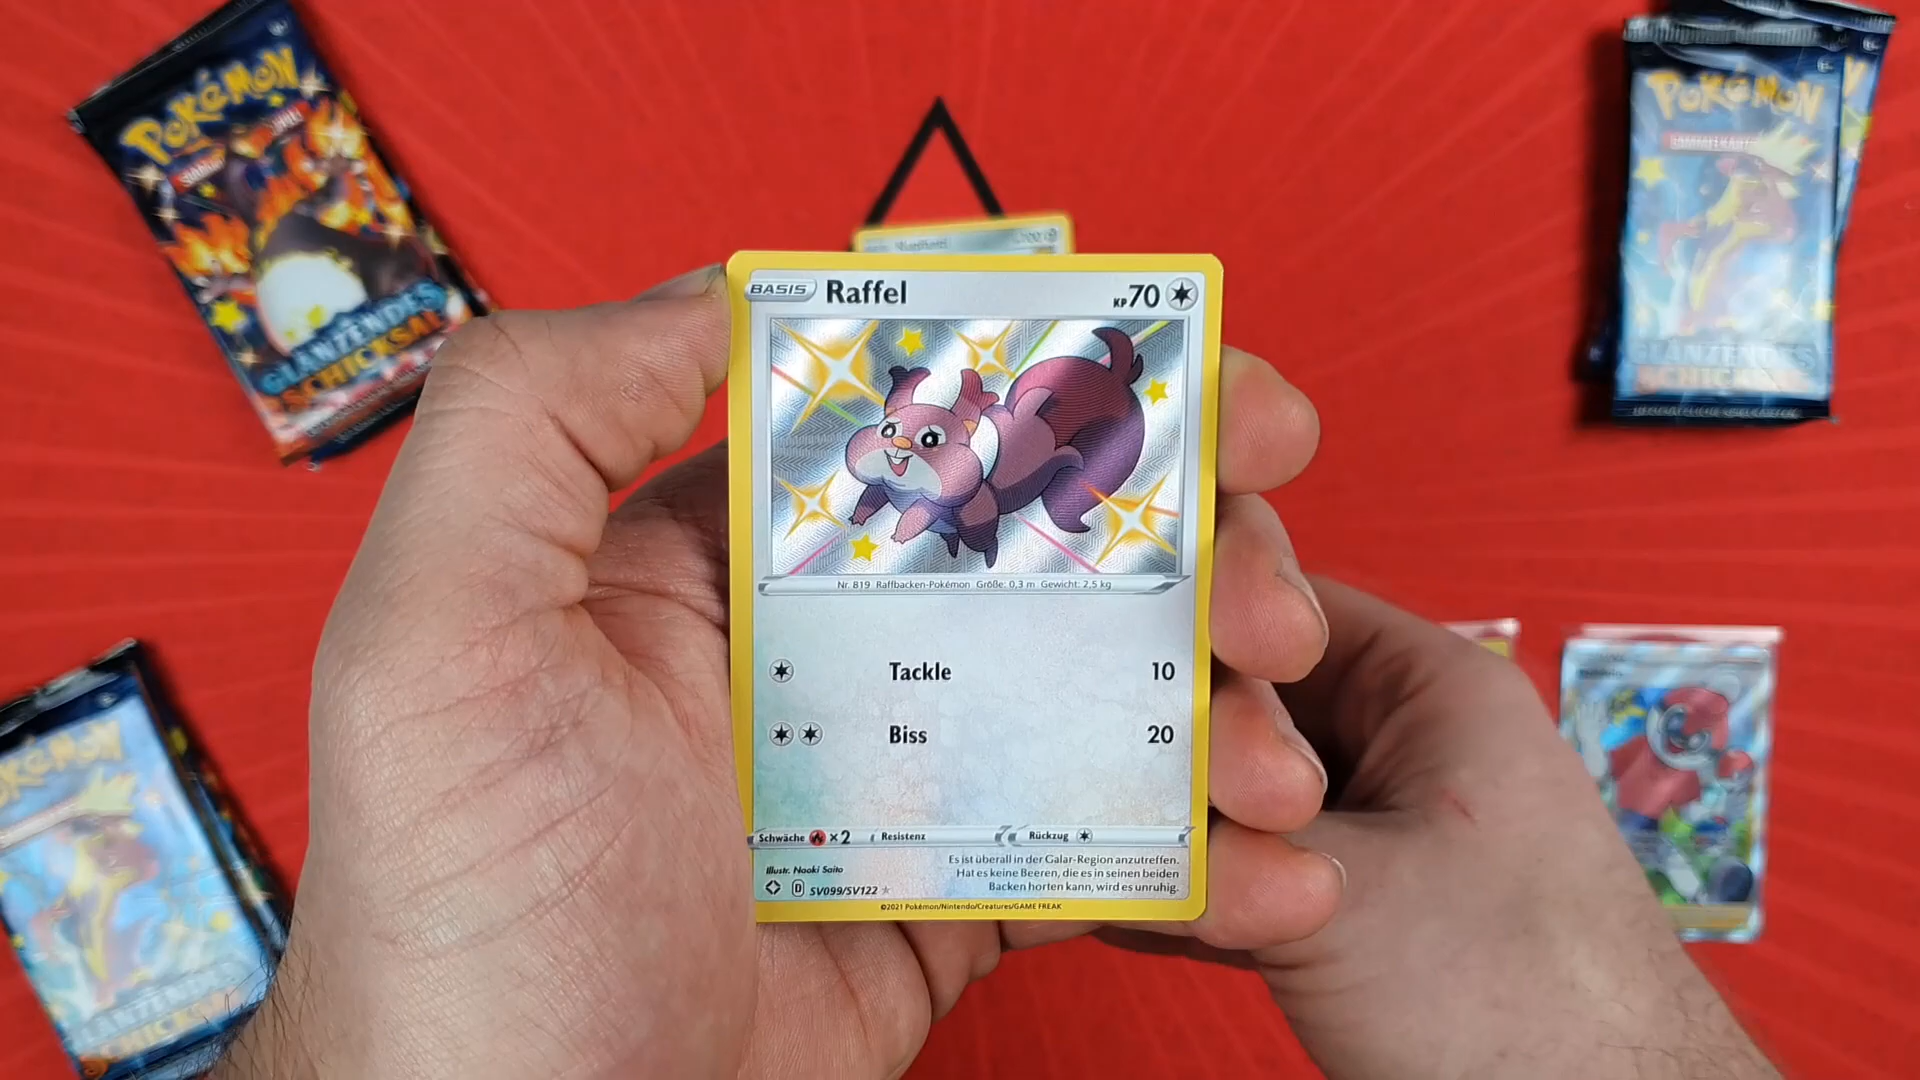 POKÉMON
GLÄNZENDES
SCHICKSAL
POKÉMON
SAMMELKART
GLÄNZENDES
SCHICKSAL
BASIS Raffel KP70
Nr. 819 Raffbacken-Pokémon Größe: 0,3 m Gewicht: 2,5 kg
Tackle 10
Biss 20
Schwäche ×2 Resistenz Rückzug
Es ist überall in der Galar-Region anzutreffen.
Hat es keine Beeren, die es in seinen beiden
Backen horten kann, wird es unruhig.
Illustr. Naoki Saito
D SV099/SV122
©2021 Pokémon/Nintendo/Creatures/GAME FREAK
POKÉMON
GLÄNZENDES
SCHICKSAL